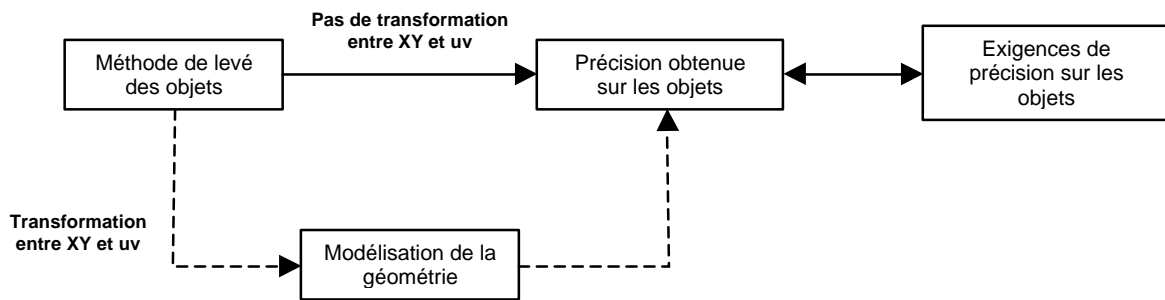 Pas de transformation
entre XY et uv
Méthode de levé
des objets
Précision obtenue
sur les objets
Exigences de
précision sur les
objets
Transformation
entre XY et uv
Modélisation de la
géométrie